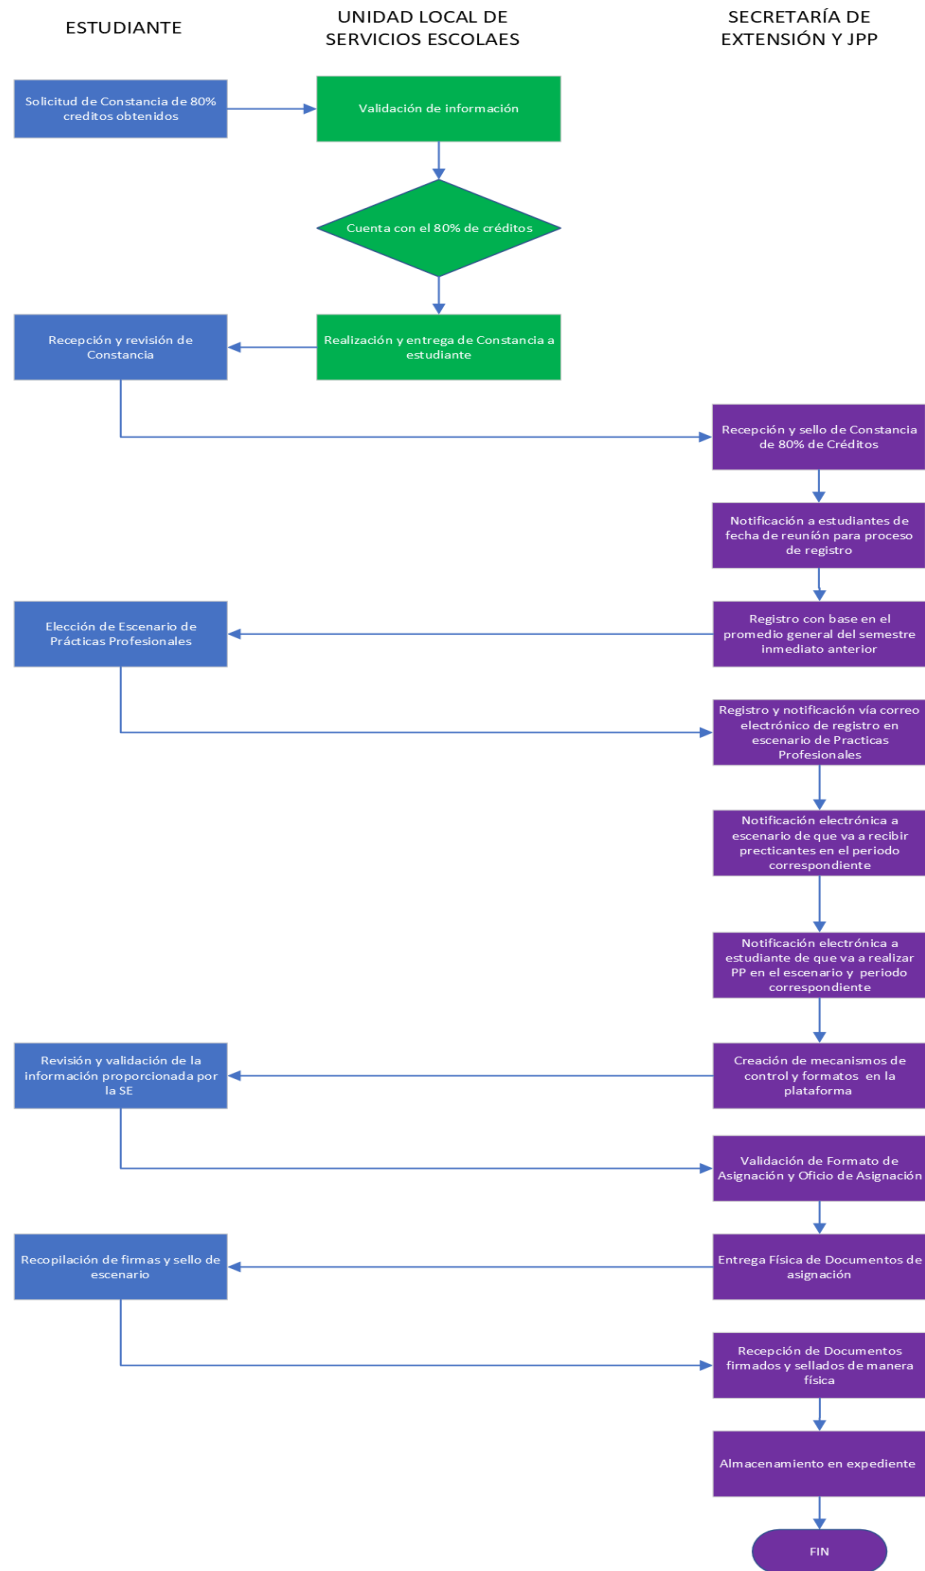 ESTUDIANTE
UNIDAD LOCAL DE
SERVICIOS ESCOLAES
SECRETARÍA DE
EXTENSIÓN Y JPP
Solicitud de Constancia de 80%
creditos obtenidos
Validación de información
Cuenta con el 80% de créditos
Realización y entrega de Constancia a
estudiante
Recepción y revisión de
Constancia
Recepción y sello de Constancia
de 80% de Créditos
Notificación a estudiantes de
fecha de reunión para proceso
de registro
Registro con base en el
promedio general del semestre
inmediato anterior
Elección de Escenario de
Prácticas Profesionales
Registro y notificación vía correo
electrónico de registro en
escenario de Practicas
Profesionales
Notificación electrónica a
escenario de que va a recibir
precticantes en el periodo
correspondiente
Notificación electrónica a
estudiante de que va a realizar
PP en el escenario y periodo
correspondiente
Creación de mecanismos de
control y formatos en la
plataforma
Revisión y validación de la
información proporcionada por
la SE
Validación de Formato de
Asignación y Oficio de Asignación
Entrega Física de Documentos de
asignación
Recopilación de firmas y sello de
escenario
Recepción de Documentos
firmados y sellados de manera
física
Almacenamiento en expediente
FIN